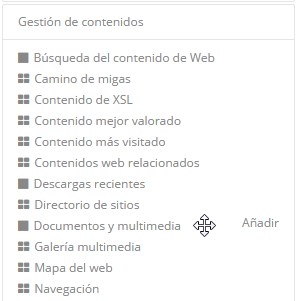 Gestión de contenidos
Búsqueda del contenido de Web
Camino de migas
Contenido de XSL
Contenido mejor valorado
Contenido más visitado
Contenidos web relacionados
Descargas recientes
Directorio de sitios
Documentos y multimedia Añadir
Galería multimedia
Mapa del web
Navegación